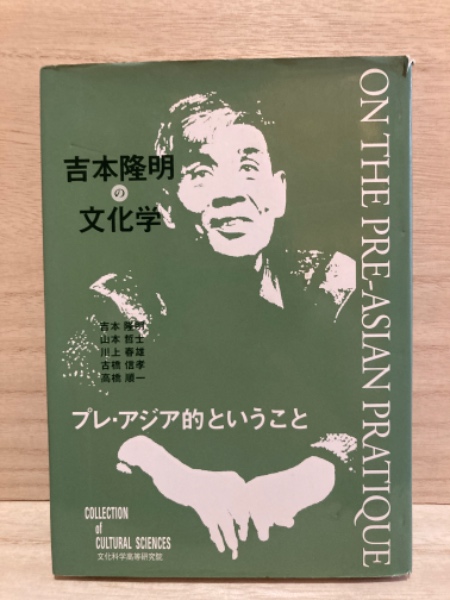 吉本隆明
の
文化学
ON THE PRE-ASIAN PRATIQUE
吉本 隆明
山本 哲士
川上 春雄
古橋 信孝
高橋 順一
プレ・アジア的ということ
COLLECTION
of
CULTURAL SCIENCES
文化科学高等研究院